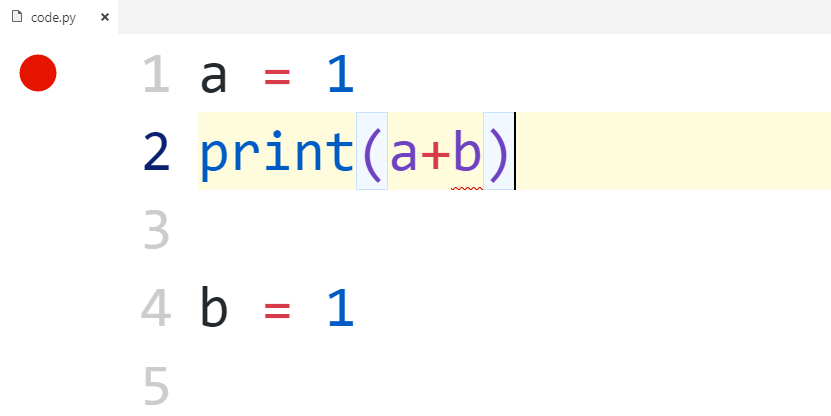 code.py ×
1 a = 1
2 print(a+b)
3
4 b = 1
5